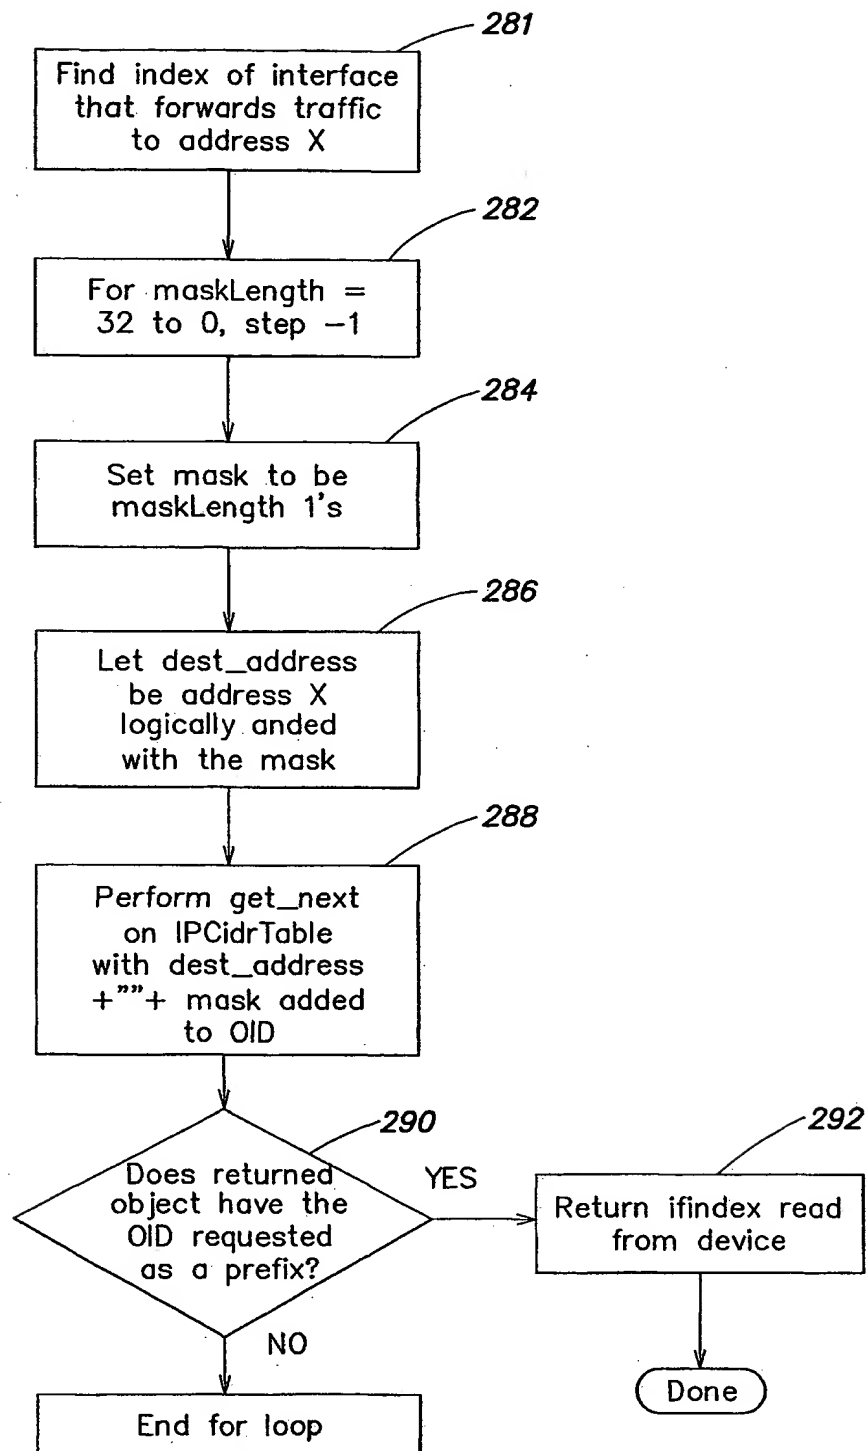 281
Find index of interface
that forwards traffic
to address X
282
For maskLength =
32 to 0, step −1
284
Set mask to be
maskLength 1's
286
Let dest_address
be address X
logically anded
with the mask
288
Perform get_next
on IPCidrTable
with dest_address
+""+ mask added
to OID
290
Does returned
object have the
OID requested
as a prefix?
YES
292
Return ifindex read
from device
NO
Done
End for loop